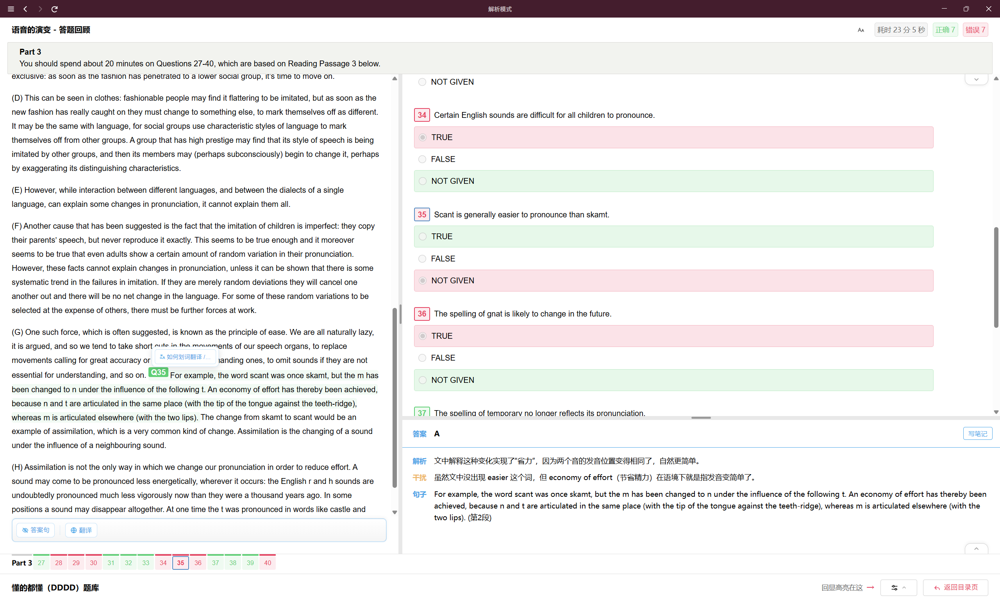 解析模式
语音的演变 - 答题回顾
AA
耗时 23 分 5 秒
正确 7
错误 7
Part 3
You should spend about 20 minutes on Questions 27-40, which are based on Reading Passage 3 below.
exclusive: as soon as the fashion has penetrated to a lower social group, it's time to move on.
(D) This can be seen in clothes: fashionable people may find it flattering to be imitated, but as soon as the
new fashion has really caught on they must change to something else, to mark themselves off as different.
It may be the same with language, for social groups use characteristic styles of language to mark
themselves off from other groups. A group that has high prestige may find that its style of speech is being
imitated by other groups, and then its members may (perhaps subconsciously) begin to change it, perhaps
by exaggerating its distinguishing characteristics.
(E) However, while interaction between different languages, and between the dialects of a single
language, can explain some changes in pronunciation, it cannot explain them all.
(F) Another cause that has been suggested is the fact that the imitation of children is imperfect: they copy
their parents' speech, but never reproduce it exactly. This seems to be true enough and it moreover
seems to be true that even adults show a certain amount of random variation in their pronunciation.
However, these facts cannot explain changes in pronunciation, unless it can be shown that there is some
systematic trend in the failures in imitation. If they are merely random deviations they will cancel one
another out and there will be no net change in the language. For some of these random variations to be
selected at the expense of others, there must be further forces at work.
(G) One such force, which is often suggested, is known as the principle of ease. We are all naturally lazy,
it is argued, and so we tend to take short cuts in the movements of our speech organs, to replace
如何划词翻译 /...
movements calling for great accuracy or anding ones, to omit sounds if they are not
essential for understanding, and so on. Q35 For example, the word scant was once skamt, but the m has
been changed to n under the influence of the following t. An economy of effort has thereby been achieved,
because n and t are articulated in the same place (with the tip of the tongue against the teeth-ridge),
whereas m is articulated elsewhere (with the two lips). The change from skamt to scant would be an
example of assimilation, which is a very common kind of change. Assimilation is the changing of a sound
under the influence of a neighbouring sound.
(H) Assimilation is not the only way in which we change our pronunciation in order to reduce effort. A
sound may come to be pronounced less energetically, wherever it occurs: the English r and h sounds are
undoubtedly pronounced much less vigorously now than they were a thousand years ago. In some
positions a sound may disappear altogether. At one time the t was pronounced in words like castle and
答案句
翻译
NOT GIVEN
34 Certain English sounds are difficult for all children to pronounce.
TRUE
FALSE
NOT GIVEN
35 Scant is generally easier to pronounce than skamt.
TRUE
FALSE
NOT GIVEN
36 The spelling of gnat is likely to change in the future.
TRUE
FALSE
NOT GIVEN
37 The spelling of temporary no longer reflects its pronunciation.
答案 A
写笔记
解析 文中解释这种变化实现了“省力”，因为两个音的发音位置变得相同了，自然更简单。
干扰 虽然文中没出现 easier 这个词，但 economy of effort（节省精力）在语境下就是指发音变简单了。
句子 For example, the word scant was once skamt, but the m has been changed to n under the influence of the following t. An economy of effort has thereby been
achieved, because n and t are articulated in the same place (with the tip of the tongue against the teeth-ridge), whereas m is articulated elsewhere (with the
two lips). (第2段)
Part 3 27 28 29 30 31 32 33 34 35 36 37 38 39 40
懂的都懂（DDDD）题库
回显高亮在这 →
返回目录页